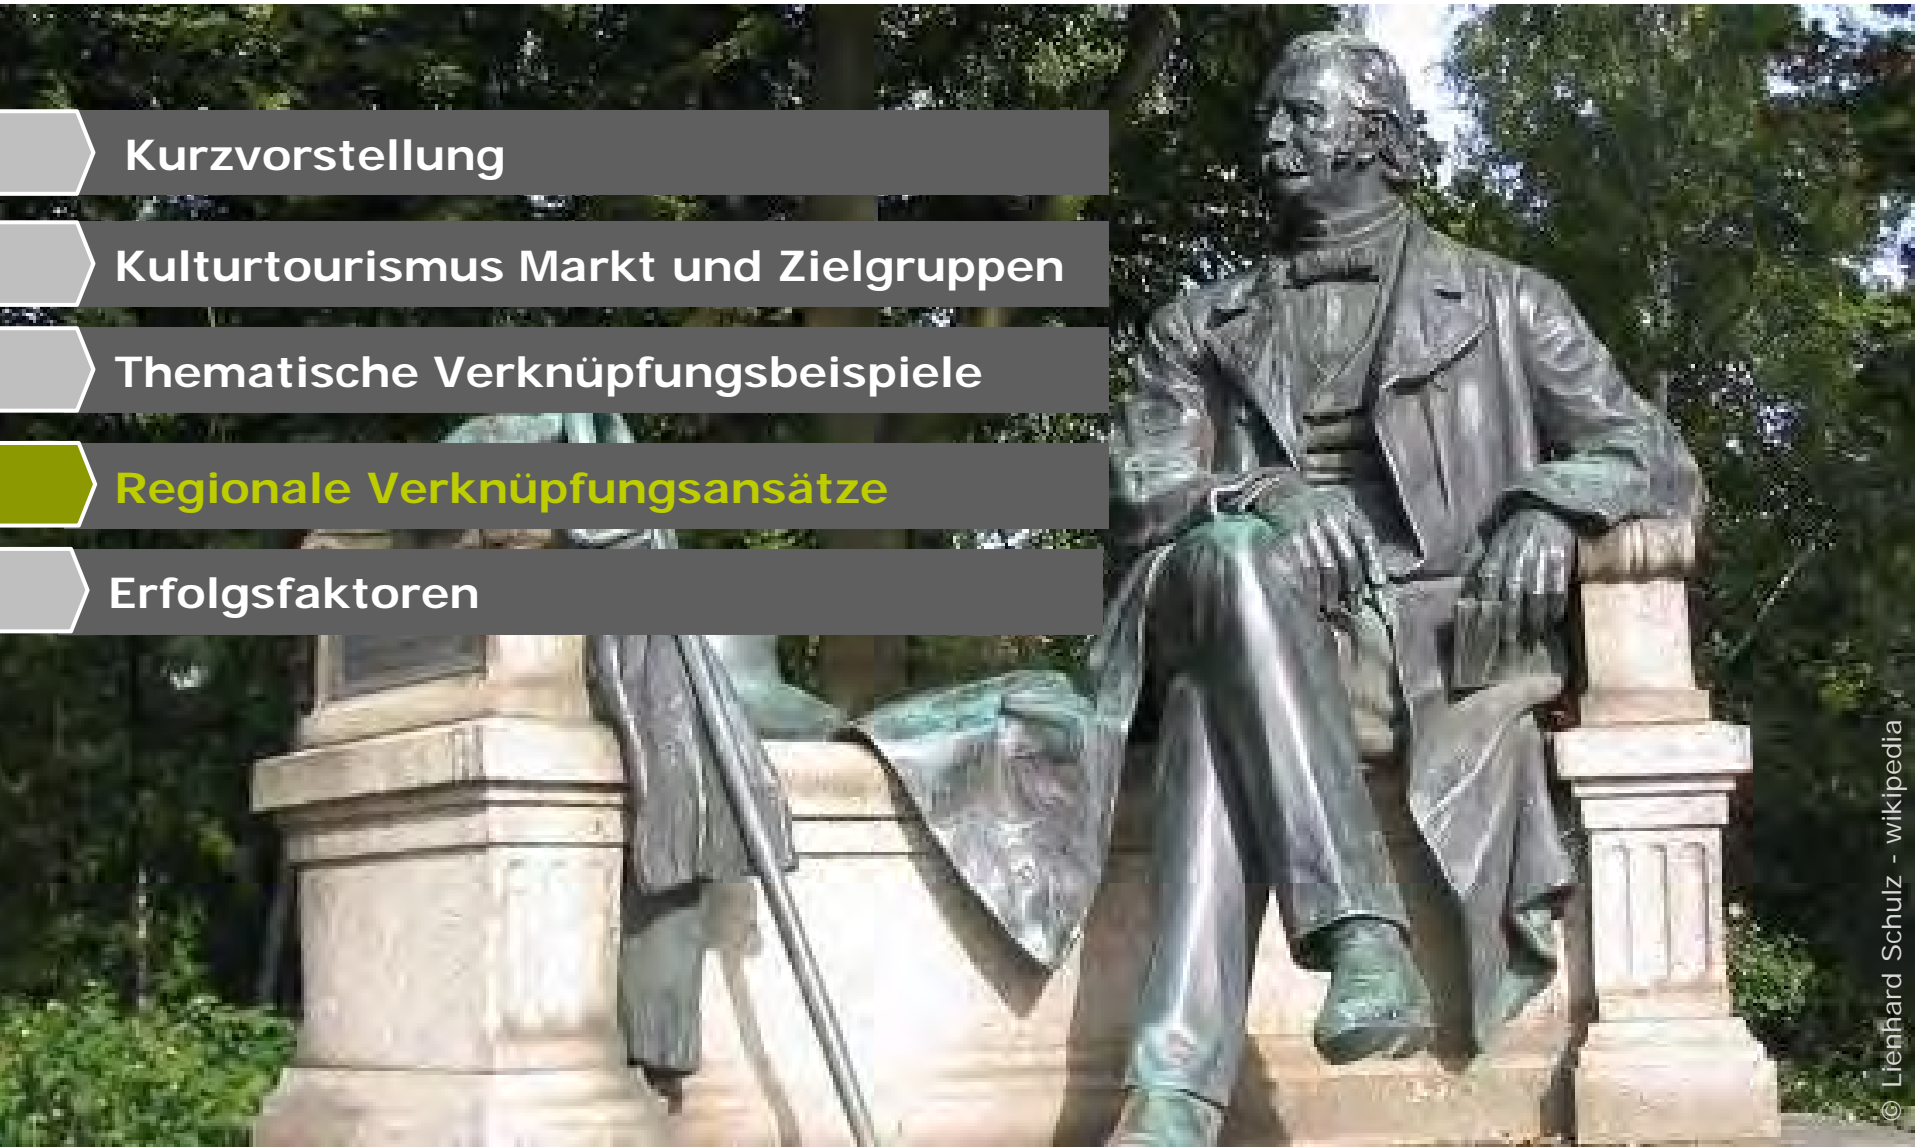 Kurzvorstellung
Kulturtourismus Markt und Zielgruppen
Thematische Verknüpfungsbeispiele
Regionale Verknüpfungsansätze
Erfolgsfaktoren
© Lienhard Schulz - wikipedia